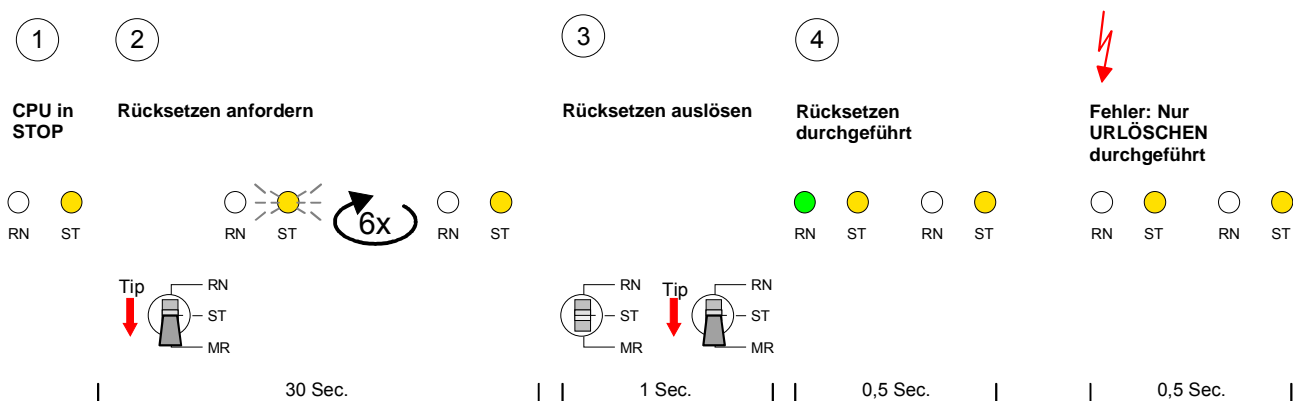 1
2
3
4
CPU in
STOP
Rücksetzen anfordern
Rücksetzen auslösen
Rücksetzen
durchgeführt
Fehler: Nur
URLÖSCHEN
durchgeführt
6x
RN ST RN ST RN ST RN ST RN ST RN ST RN ST
Tip
RN
ST
MR
RN
ST
MR
Tip
RN
ST
MR
30 Sec.
1 Sec.
0,5 Sec.
0,5 Sec.